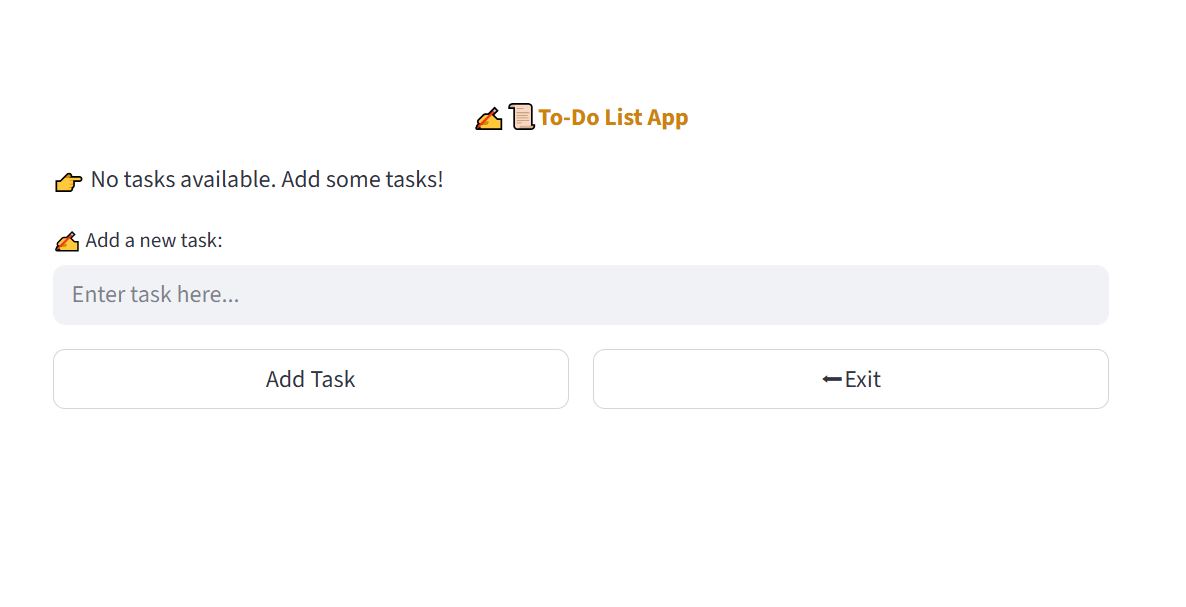 ✍️📜To-Do List App
👉 No tasks available. Add some tasks!
✍️ Add a new task:
Enter task here...
Add Task
⬅Exit